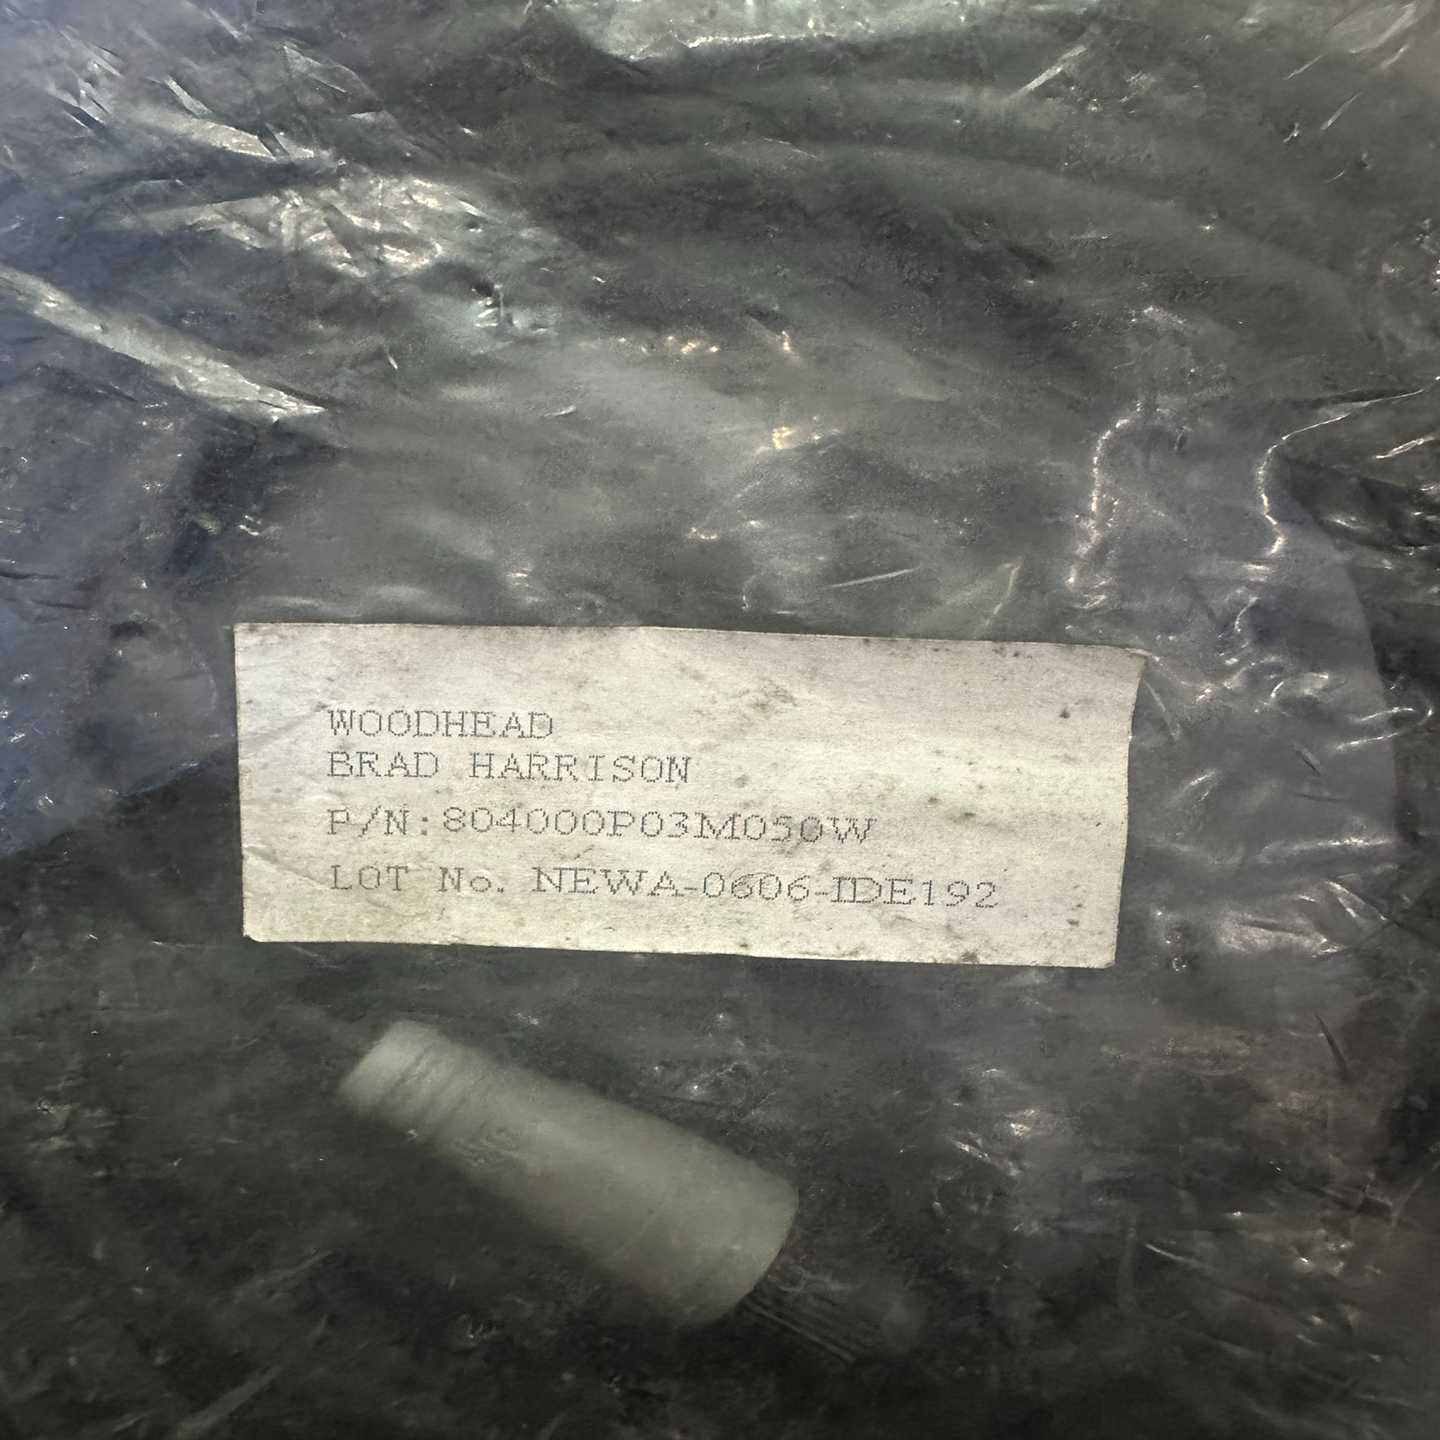 WOODHEAD
BRAD HARRISON
P/N:804000P03M050W
LOT No. NEWA-0606-IDE192